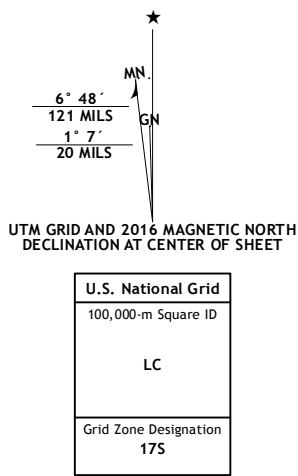 ★
MN
6° 48´
121 MILS
GN
1° 7´
20 MILS
UTM GRID AND 2016 MAGNETIC NORTH
DECLINATION AT CENTER OF SHEET
U.S. National Grid
100,000-m Square ID
LC
Grid Zone Designation
17S